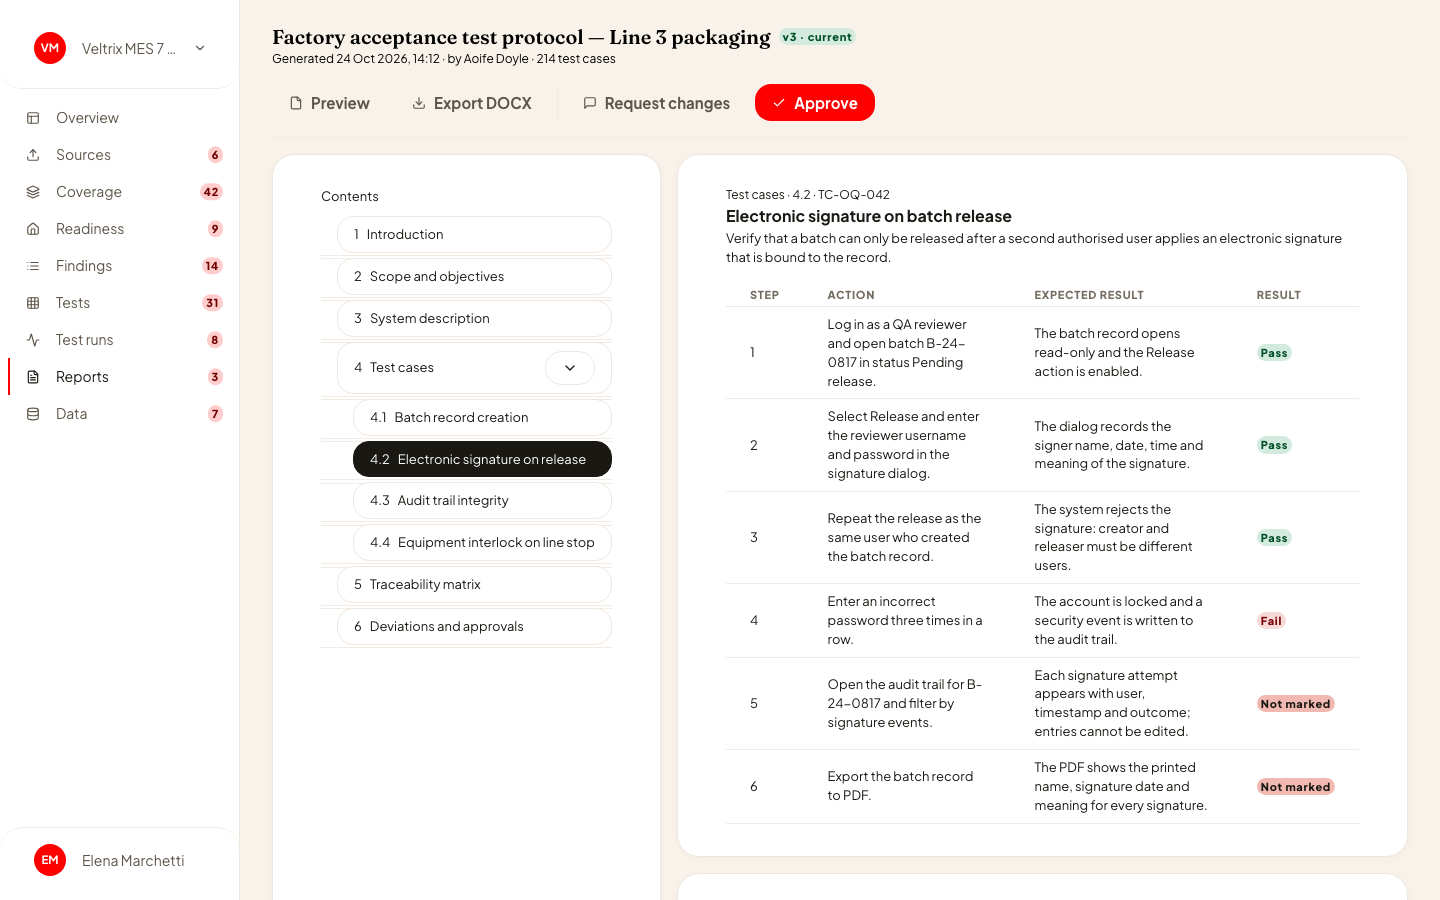 VM
Veltrix MES 7 ...
Overview
Sources 6
Coverage 42
Readiness 9
Findings 14
Tests 31
Test runs 8
Reports 3
Data 7
EM
Elena Marchetti
Factory acceptance test protocol — Line 3 packaging
v3 · current
Generated 24 Oct 2026, 14:12 · by Aoife Doyle · 214 test cases
Preview
Export DOCX
Request changes
Approve
Contents
1 Introduction
2 Scope and objectives
3 System description
4 Test cases
4.1 Batch record creation
4.2 Electronic signature on release
4.3 Audit trail integrity
4.4 Equipment interlock on line stop
5 Traceability matrix
6 Deviations and approvals
Test cases · 4.2 · TC-OQ-042
Electronic signature on batch release
Verify that a batch can only be released after a second authorised user applies an electronic signature
that is bound to the record.
STEP ACTION EXPECTED RESULT RESULT
1
Log in as a QA reviewer
and open batch B-24-
0817 in status Pending
release.
The batch record opens
read-only and the Release
action is enabled.
Pass
2
Select Release and enter
the reviewer username
and password in the
signature dialog.
The dialog records the
signer name, date, time and
meaning of the signature.
Pass
3
Repeat the release as the
same user who created
the batch record.
The system rejects the
signature: creator and
releaser must be different
users.
Pass
4
Enter an incorrect
password three times in a
row.
The account is locked and a
security event is written to
the audit trail.
Fail
5
Open the audit trail for B-
24-0817 and filter by
signature events.
Each signature attempt
appears with user,
timestamp and outcome;
entries cannot be edited.
Not marked
6
Export the batch record
to PDF.
The PDF shows the printed
name, signature date and
meaning for every signature.
Not marked